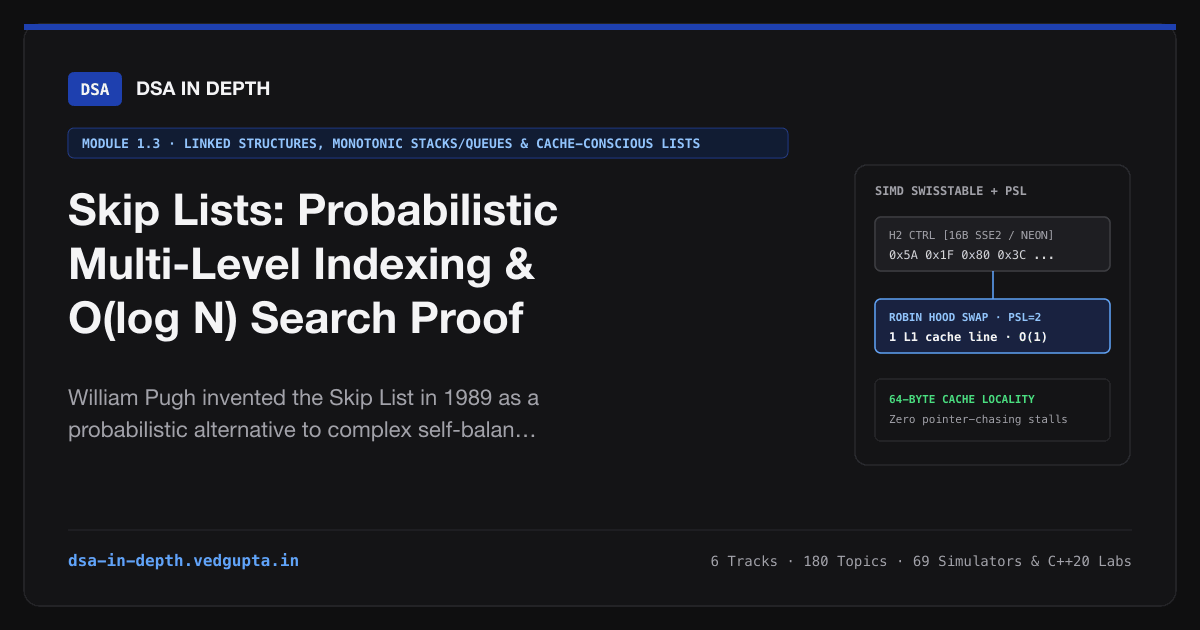 DSA
DSA IN DEPTH
MODULE 1.3 · LINKED STRUCTURES, MONOTONIC STACKS/QUEUES & CACHE-CONSCIOUS LISTS
Skip Lists: Probabilistic
Multi-Level Indexing &
O(log N) Search Proof
William Pugh invented the Skip List in 1989 as a
probabilistic alternative to complex self-balan…
SIMD SWISSTABLE + PSL
H2 CTRL [16B SSE2 / NEON]
0x5A 0x1F 0x80 0x3C ...
ROBIN HOOD SWAP · PSL=2
1 L1 cache line · O(1)
64-BYTE CACHE LOCALITY
Zero pointer-chasing stalls
dsa-in-depth.vedgupta.in
6 Tracks · 180 Topics · 69 Simulators & C++20 Labs